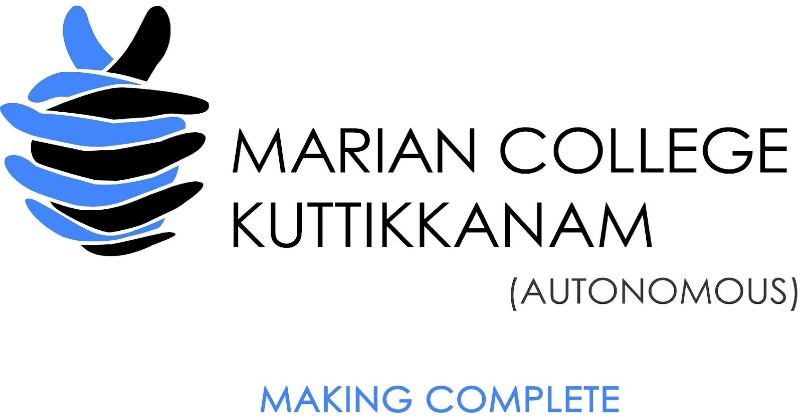 MARIAN COLLEGE
KUTTIKKANAM
(AUTONOMOUS)
MAKING COMPLETE